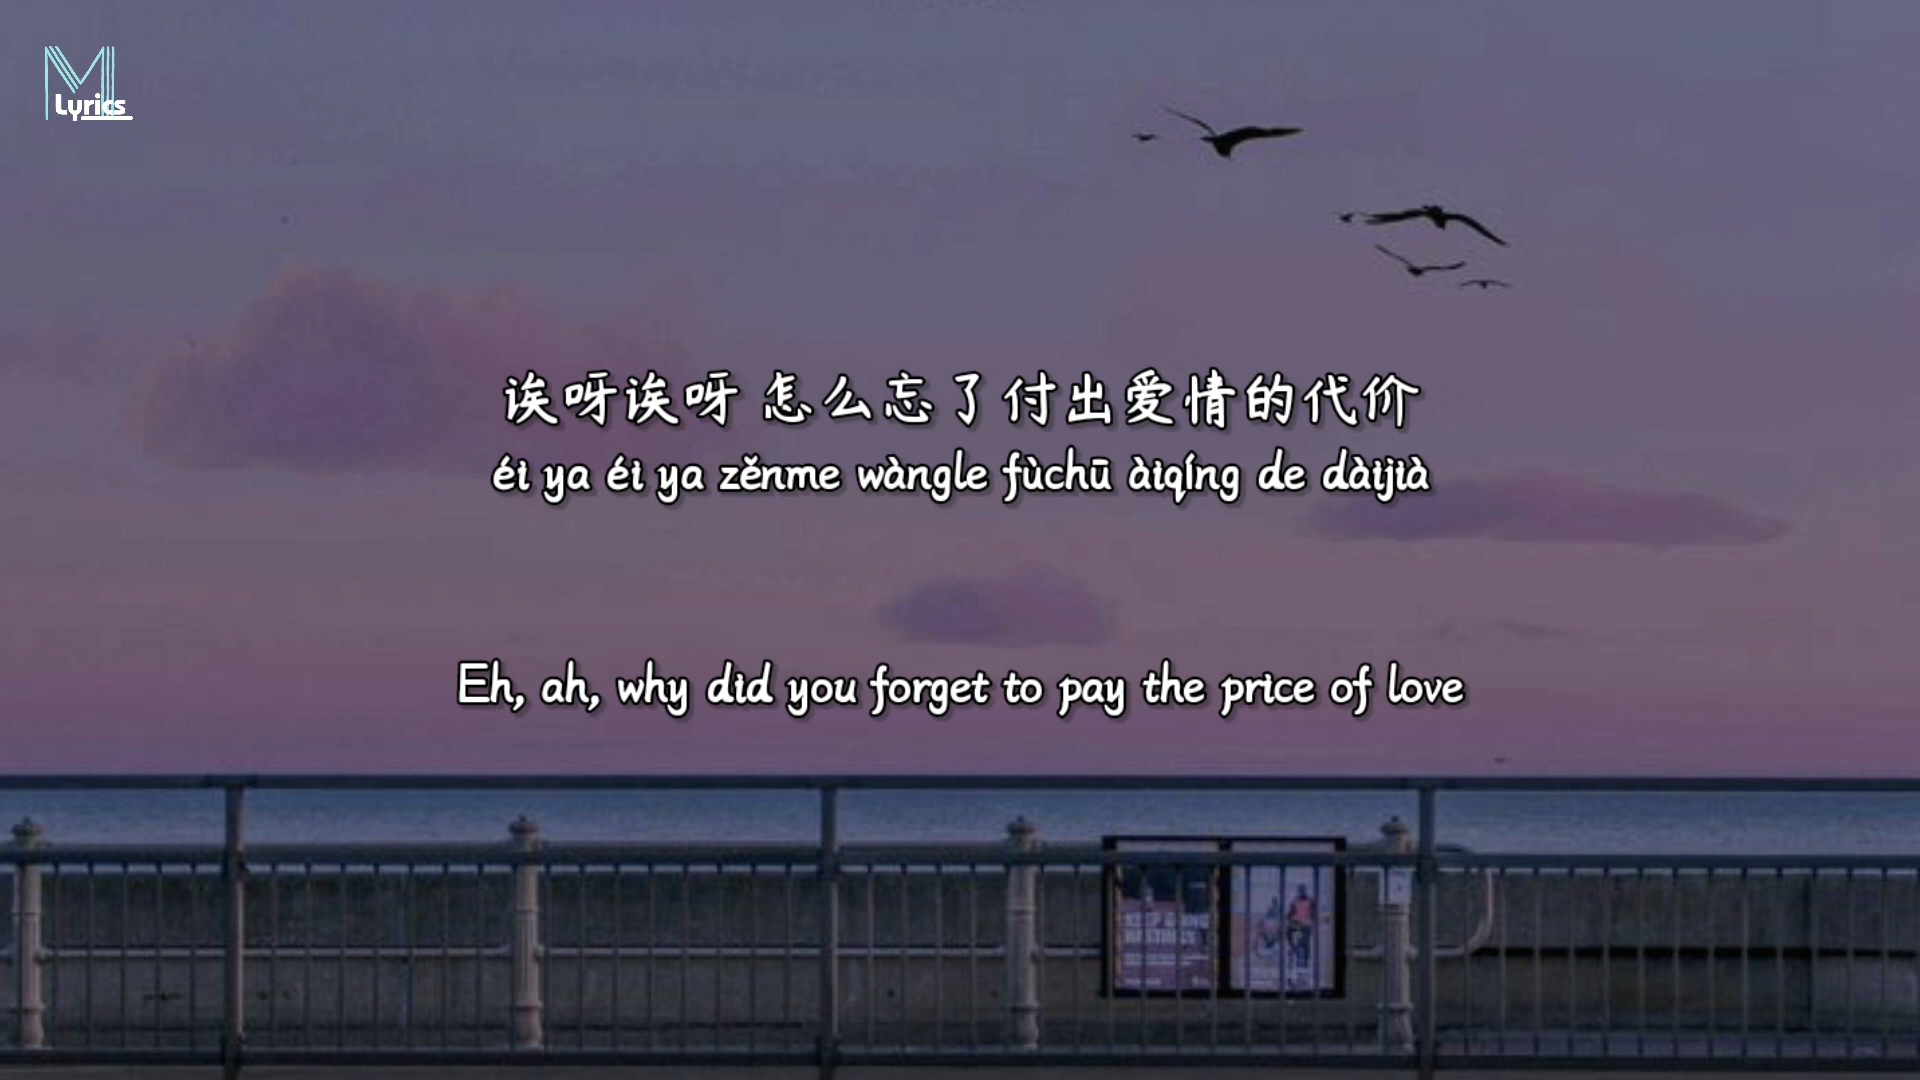 M
Lyrics
诶呀诶呀 怎么忘了付出爱情的代价
éi ya éi ya zěnme wàngle fùchū àiqíng de dàijià
Eh, ah, why did you forget to pay the price of love